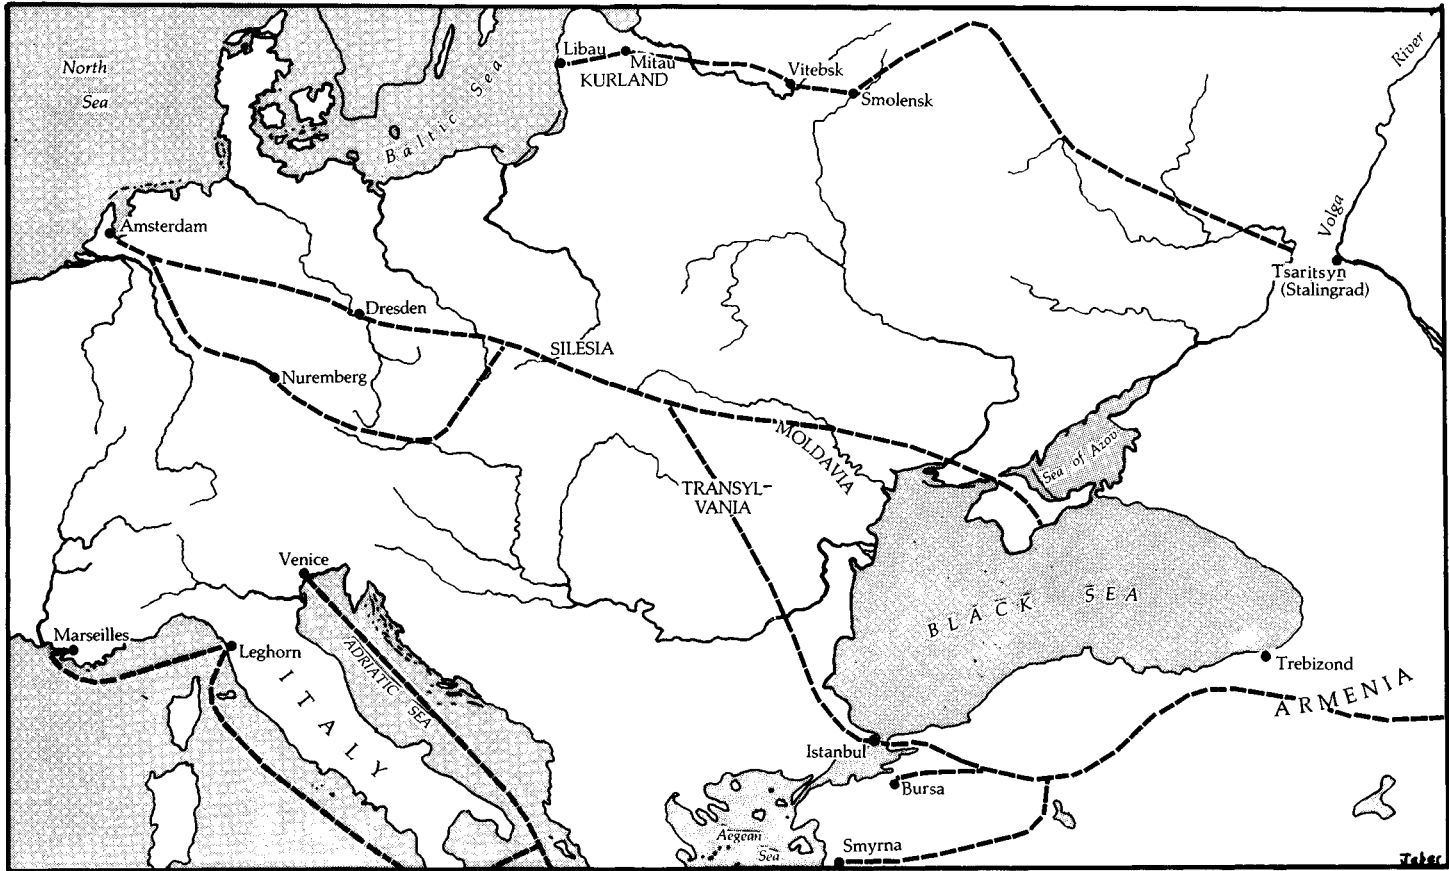 North
Sea
Baltic Sea
Libau
Mitau
KURLAND
Vitebsk
Smolensk
River
Volga
Tsaritsyn
(Stalingrad)
Amsterdam
Dresden
SILESIA
Nuremberg
MOLDAVIA
TRANSYL-
VANIA
Sea of Azov
BLACK SEA
Venice
Marseilles
Leghorn
ITALY
ADRIATIC SEA
Trebizond
ARMENIA
Istanbul
Bursa
Aegean
Sea
Smyrna